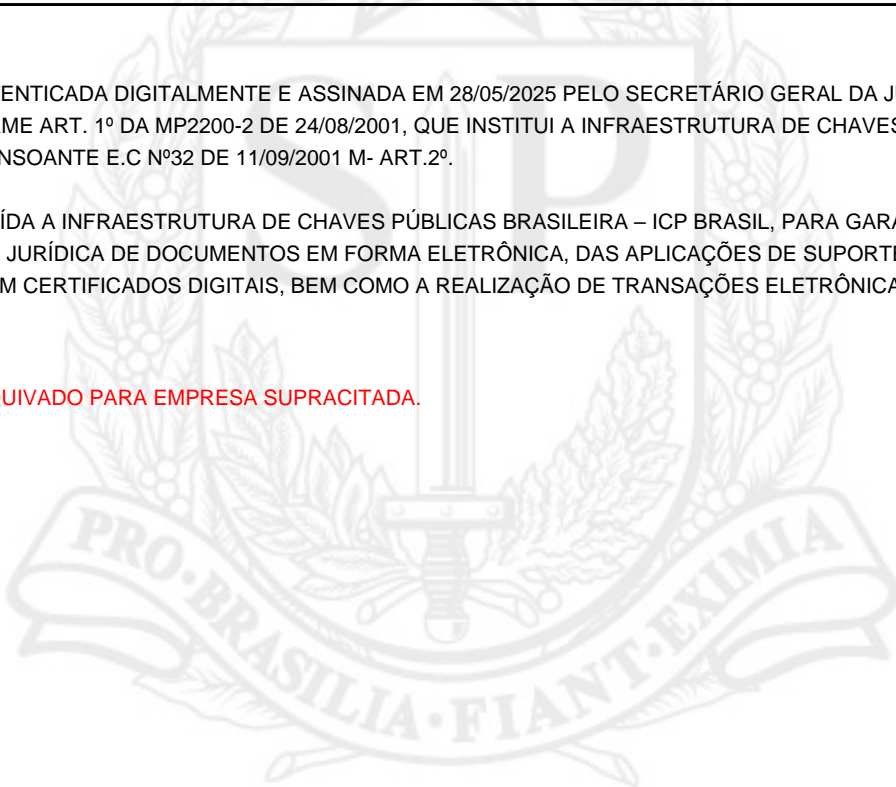 ENTICADA DIGITALMENTE E ASSINADA EM 28/05/2025 PELO SECRETÁRIO GERAL DA J
ME ART. 1º DA MP2200-2 DE 24/08/2001, QUE INSTITUI A INFRAESTRUTURA DE CHAVES
NSOANTE E.C Nº32 DE 11/09/2001 M- ART.2º.
ÍDA A INFRAESTRUTURA DE CHAVES PÚBLICAS BRASILEIRA – ICP BRASIL, PARA GARA
JURÍDICA DE DOCUMENTOS EM FORMA ELETRÔNICA, DAS APLICAÇÕES DE SUPORTE
M CERTIFICADOS DIGITAIS, BEM COMO A REALIZAÇÃO DE TRANSAÇÕES ELETRÔNICA
UIVADO PARA EMPRESA SUPRACITADA.
SP
PRO·BRASILIA·FIANT·EXIMIA